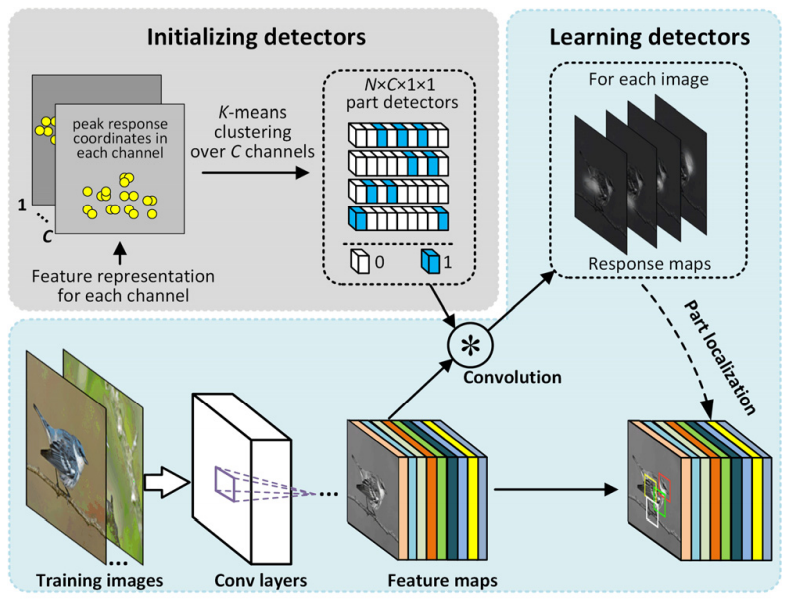 Initializing detectors
peak response
coordinates in
each channel
1
...
C
Feature representation
for each channel
K-means
clustering
over C channels
N×C×1×1
part detectors
0
1
Learning detectors
For each image
Response maps
Part localization
*
Convolution
...
...
Training images
Conv layers
Feature maps